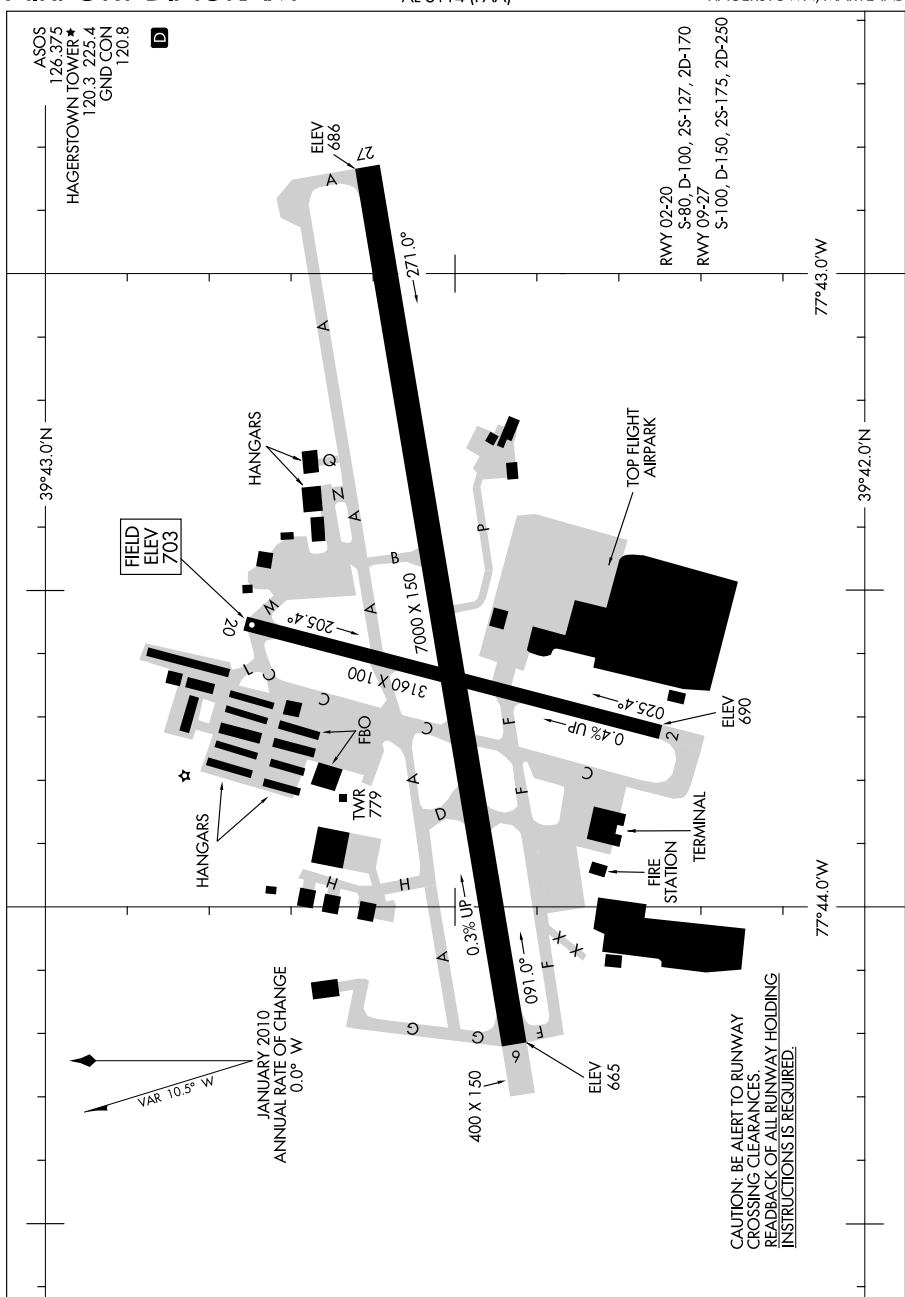 ASOS
126.375
HAGERSTOWN TOWER★
120.3 225.4
GND CON
120.8
D
39°43.0'N
ELEV
686
27
A
271.0°
A
HANGARS
Q
N
A
B
FIELD
ELEV
703
20
M
205.4°
A
7000 X 150
P
TOP FLIGHT
AIRPARK
RWY 02-20
S-80, D-100, 2S-127, 2D-170
RWY 09-27
S-100, D-150, 2S-175, 2D-250
77°43.0'W
39°42.0'N
L
C
C
3160 X 100
C
FBO
HANGARS
TWR
779
A
D
F
F
025.4°
0.4% UP
2
ELEV
690
C
TERMINAL
FIRE
STATION
77°44.0'W
H
H
A
0.3% UP
091.0°
F
X
X
G
G
F
9
ELEV
665
400 X 150
VAR 10.5° W
JANUARY 2010
ANNUAL RATE OF CHANGE
0.0° W
CAUTION: BE ALERT TO RUNWAY
CROSSING CLEARANCES.
READBACK OF ALL RUNWAY HOLDING
INSTRUCTIONS IS REQUIRED.